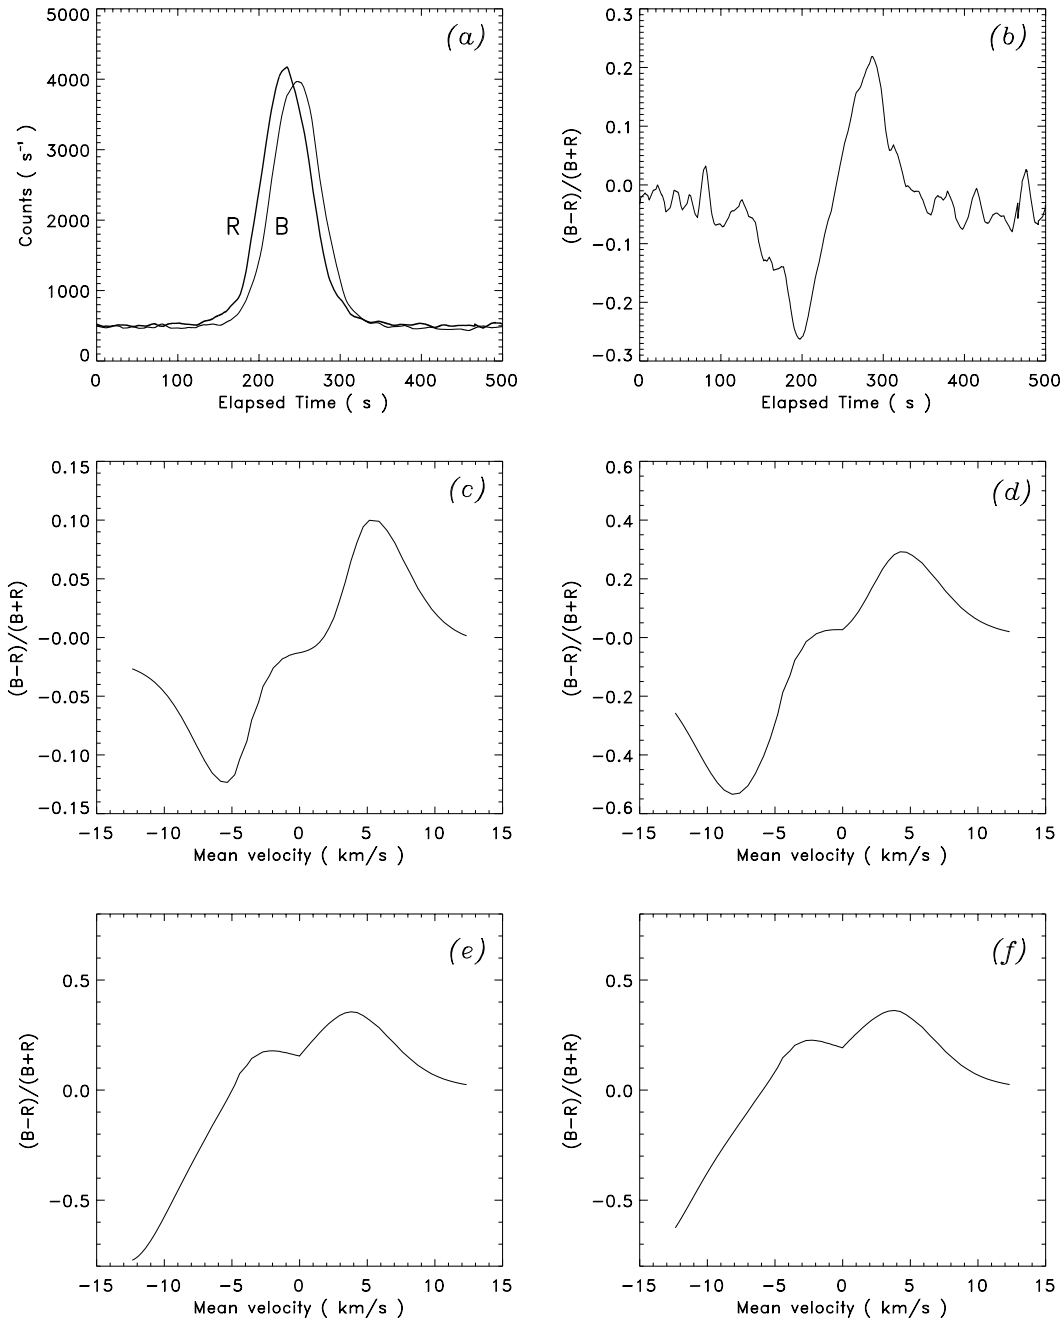 (a)
5000
4000
3000
2000
1000
0
Counts ( s⁻¹ )
R B
0 100 200 300 400 500
Elapsed Time ( s )
(b)
0.3
0.2
0.1
0.0
−0.1
−0.2
−0.3
(B−R)/(B+R)
0 100 200 300 400 500
Elapsed Time ( s )
(c)
0.15
0.10
0.05
−0.00
−0.05
−0.10
−0.15
(B−R)/(B+R)
−15 −10 −5 0 5 10 15
Mean velocity ( km/s )
(d)
0.6
0.4
0.2
−0.0
−0.2
−0.4
−0.6
(B−R)/(B+R)
−15 −10 −5 0 5 10 15
Mean velocity ( km/s )
(e)
0.5
0.0
−0.5
(B−R)/(B+R)
−15 −10 −5 0 5 10 15
Mean velocity ( km/s )
(f)
0.5
0.0
−0.5
(B−R)/(B+R)
−15 −10 −5 0 5 10 15
Mean velocity ( km/s )